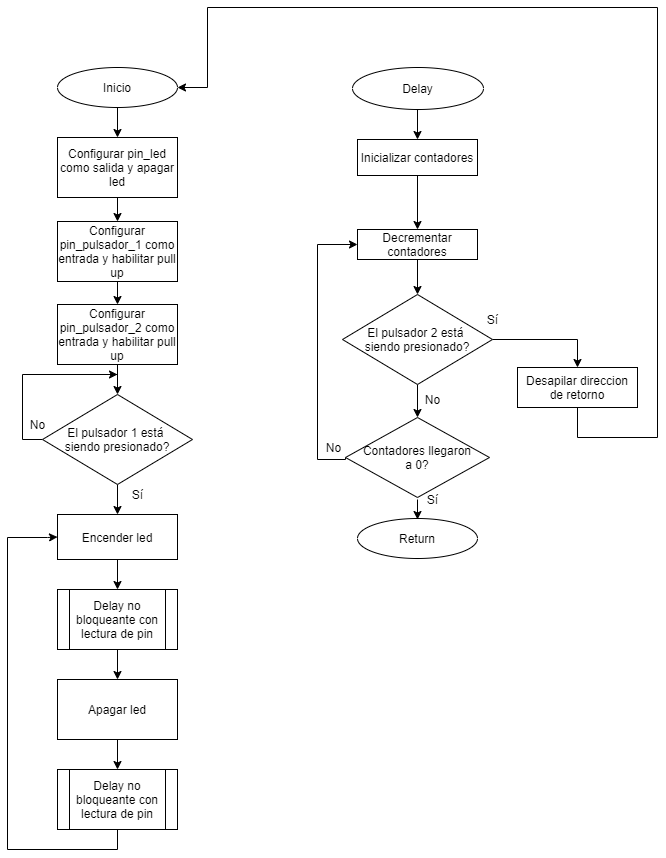 Inicio
Configurar pin_led
como salida y apagar
led
Configurar
pin_pulsador_1 como
entrada y habilitar pull
up
Configurar
pin_pulsador_2 como
entrada y habilitar pull
up
No
El pulsador 1 está
siendo presionado?
Sí
Encender led
Delay no
bloqueante con
lectura de pin
Apagar led
Delay no
bloqueante con
lectura de pin
Delay
Inicializar contadores
Decrementar
contadores
El pulsador 2 está
siendo presionado?
Sí
Desapilar direccion
de retorno
No
No
Contadores llegaron
a 0?
Sí
Return